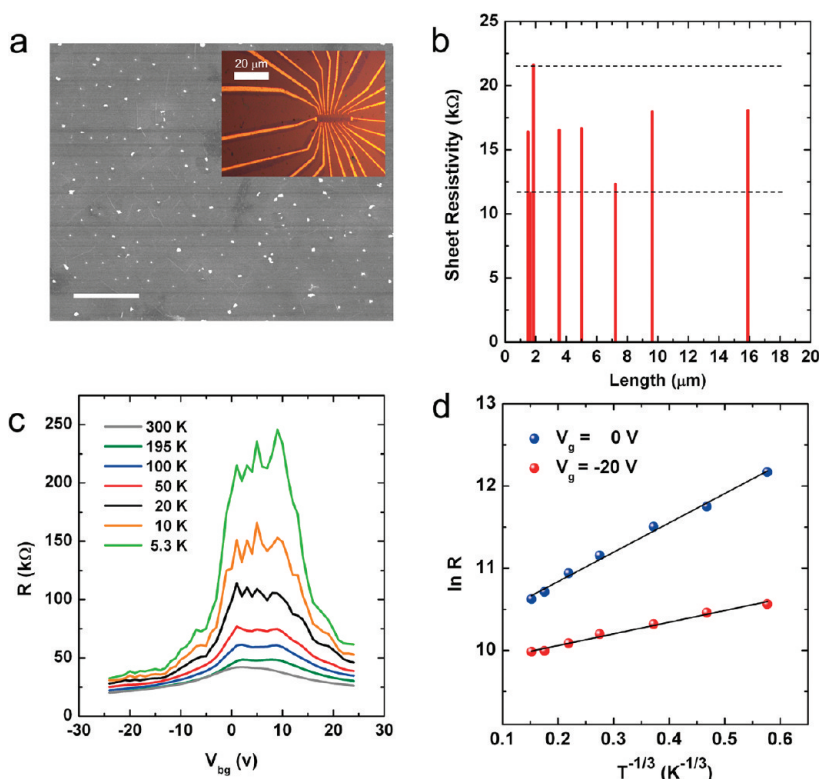 a
20 μm
b
Sheet Resistivity (kΩ)
25
20
15
10
5
0
0 2 4 6 8 10 12 14 16 18 20
Length (μm)
c
R (kΩ)
250
200
150
100
50
0
300 K
195 K
100 K
50 K
20 K
10 K
5.3 K
-30 -20 -10 0 10 20 30
V_bg (v)
d
ln R
13
12
11
10
9
V_g = 0 V
V_g = -20 V
0.1 0.2 0.3 0.4 0.5 0.6 0.7
T^-1/3 (K^-1/3)